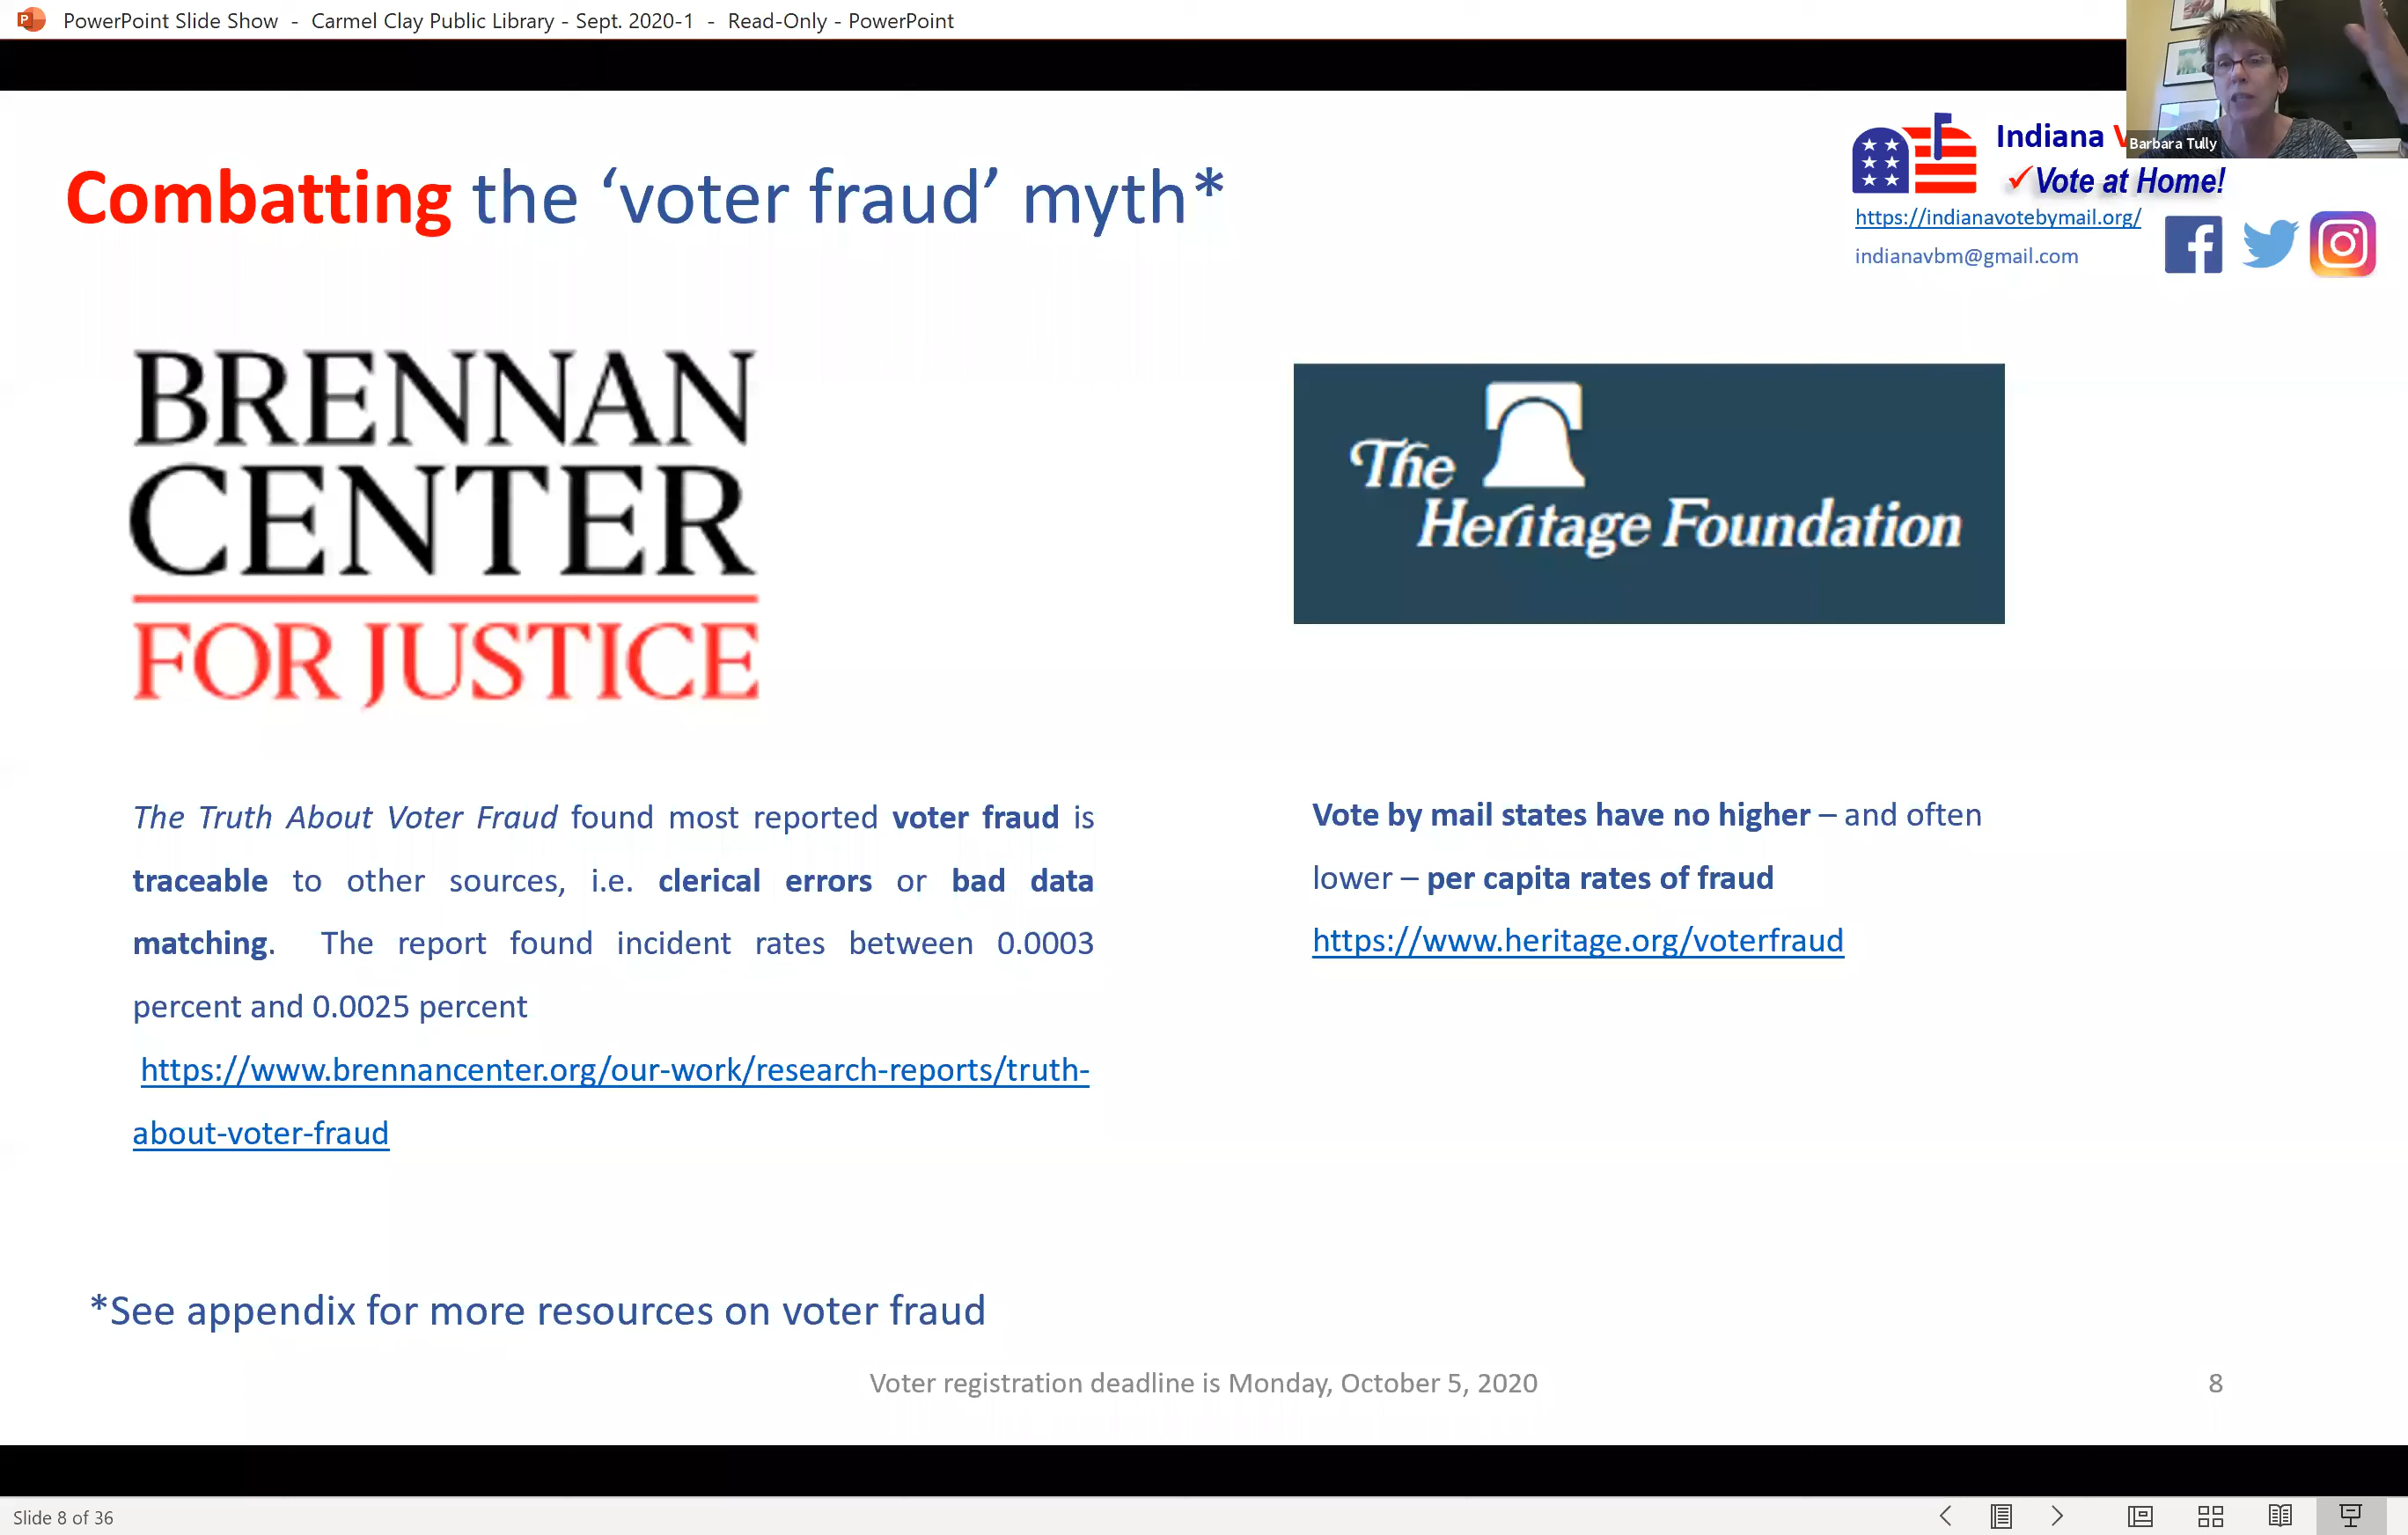 PowerPoint Slide Show - Carmel Clay Public Library - Sept. 2020-1 - Read-Only - PowerPoint
Barbara Tully
Combatting the ‘voter fraud’ myth*
Indiana V
✓Vote at Home!
https://indianavotebymail.org/
indianavbm@gmail.com
BRENNAN
CENTER
FOR JUSTICE
The
Heritage Foundation
The Truth About Voter Fraud found most reported voter fraud is
traceable to other sources, i.e. clerical errors or bad data
matching. The report found incident rates between 0.0003
percent and 0.0025 percent
https://www.brennancenter.org/our-work/research-reports/truth-
about-voter-fraud
Vote by mail states have no higher – and often
lower – per capita rates of fraud
https://www.heritage.org/voterfraud
*See appendix for more resources on voter fraud
Voter registration deadline is Monday, October 5, 2020
8
Slide 8 of 36